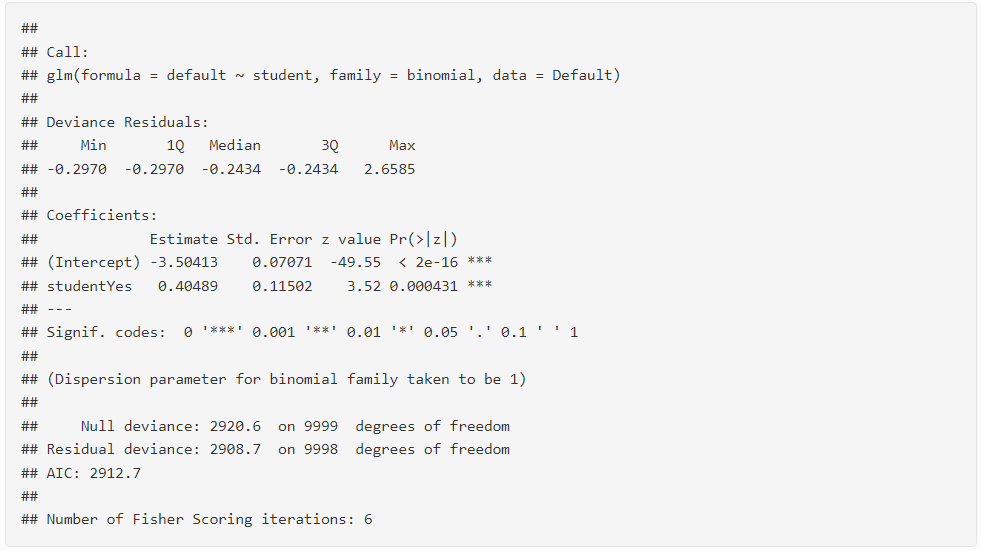 ##
## Call:
## glm(formula = default ~ student, family = binomial, data = Default)
##
## Deviance Residuals:
##     Min       1Q   Median       3Q      Max
## -0.2970  -0.2970  -0.2434  -0.2434   2.6585
##
## Coefficients:
##             Estimate Std. Error z value Pr(>|z|)
## (Intercept) -3.50413    0.07071  -49.55  < 2e-16 ***
## studentYes   0.40489    0.11502    3.52 0.000431 ***
## ---
## Signif. codes:  0 '***' 0.001 '**' 0.01 '*' 0.05 '.' 0.1 ' ' 1
##
## (Dispersion parameter for binomial family taken to be 1)
##
##     Null deviance: 2920.6  on 9999  degrees of freedom
## Residual deviance: 2908.7  on 9998  degrees of freedom
## AIC: 2912.7
##
## Number of Fisher Scoring iterations: 6